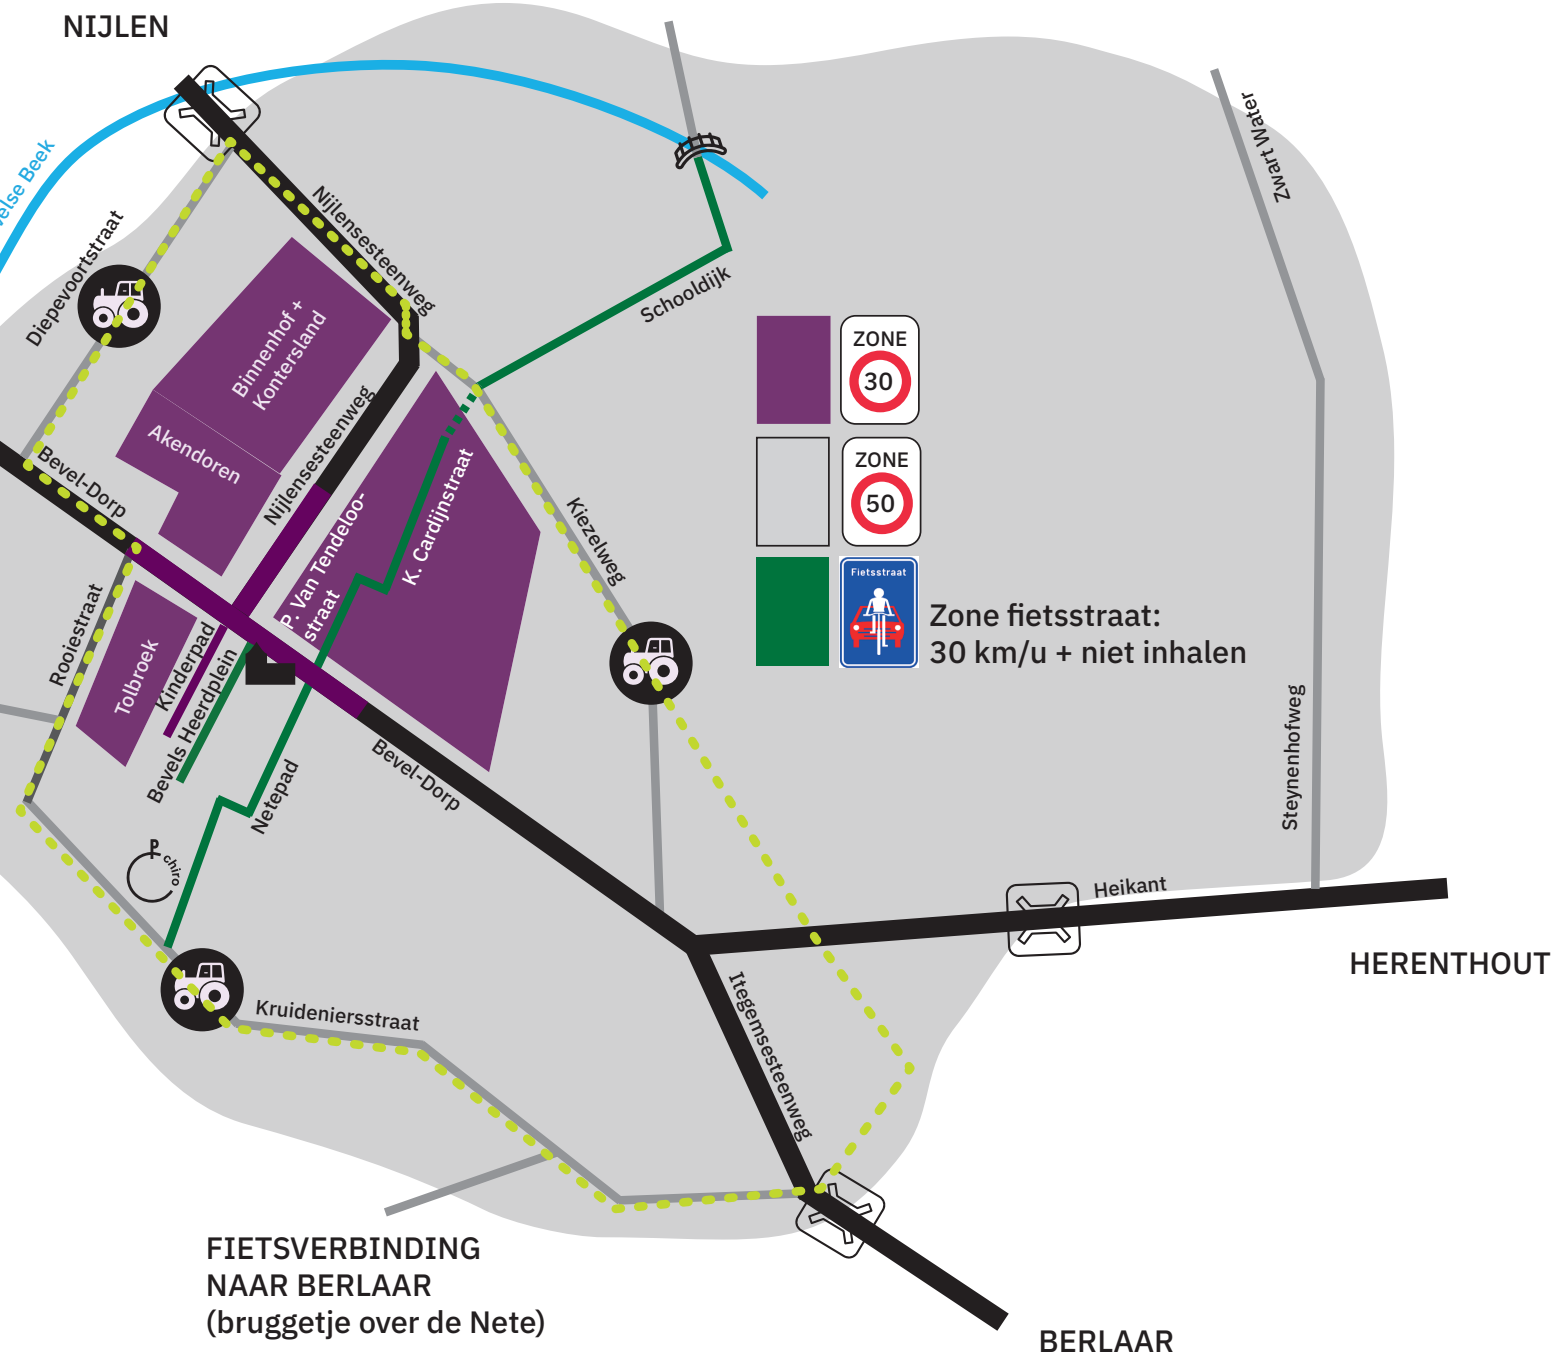 NIJLEN
velse Beek
Diepevoortstraat
Nijlensesteenweg
Zwart Water
Schooldijk
Binnenhof +
Kontersland
Akendoren
Nijlensesteenweg
Bevel-Dorp
P. Van Tendeloo-
straat
K. Cardijnstraat
Kiezelweg
ZONE
30
ZONE
50
Fietsstraat
Zone fietsstraat:
30 km/u + niet inhalen
Rooiestraat
Tolbroek
Kinderpad
Bevels Heerdplein
Netepad
Bevel-Dorp
Steynenhofweg
P
chiro
Heikant
HERENTHOUT
Kruideniersstraat
Itegemsesteenweg
FIETSVERBINDING
NAAR BERLAAR
(bruggetje over de Nete)
BERLAAR